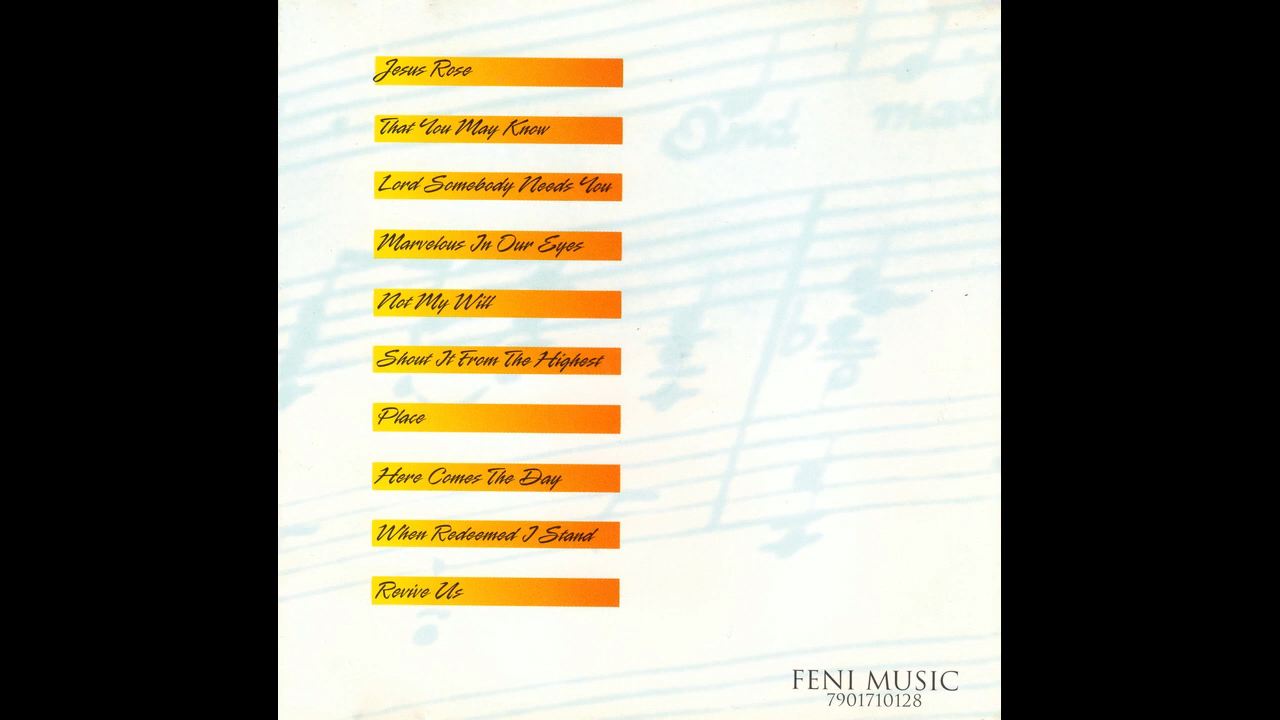 Jesus Rose
That You May Know
Lord Somebody Needs You
Marvelous In Our Eyes
Not My Will
Shout It From The Highest
Place
Here Comes The Day
When Redeemed I Stand
Revive Us
And
FENI MUSIC
7901710128